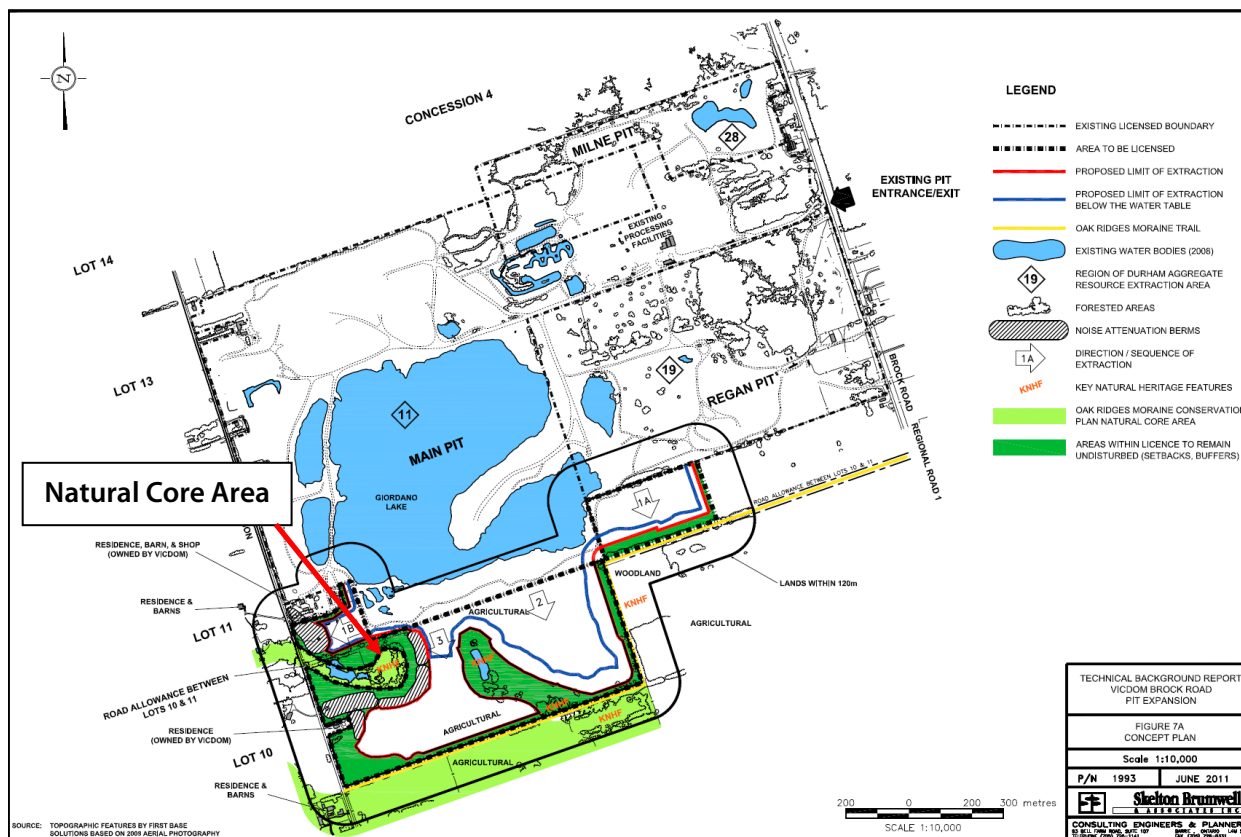 N
CONCESSION 4
MILNE PIT
28
EXISTING PIT
ENTRANCE/EXIT
EXISTING
PROCESSING
FACILITIES
LOT 14
LOT 13
11
MAIN PIT
GIORDANO
LAKE
19
REGAN PIT
BROCK ROAD
REGIONAL ROAD 1
ROAD ALLOWANCE BETWEEN LOTS 10 & 11
Natural Core Area
RESIDENCE, BARN, & SHOP
(OWNED BY VICDOM)
RESIDENCE &
BARNS
LOT 11
ROAD ALLOWANCE BETWEEN
LOTS 10 & 11
RESIDENCE
(OWNED BY VICDOM)
LOT 10
RESIDENCE &
BARNS
1A
1B
2
3
WOODLAND
KNHF
LANDS WITHIN 120m
AGRICULTURAL
AGRICULTURAL
KNHF
KNHF
KNHF
KNHF
AGRICULTURAL
AGRICULTURAL
LEGEND
EXISTING LICENSED BOUNDARY
AREA TO BE LICENSED
PROPOSED LIMIT OF EXTRACTION
PROPOSED LIMIT OF EXTRACTION
BELOW THE WATER TABLE
OAK RIDGES MORAINE TRAIL
EXISTING WATER BODIES (2008)
19
REGION OF DURHAM AGGREGATE
RESOURCE EXTRACTION AREA
FORESTED AREAS
NOISE ATTENUATION BERMS
1A
DIRECTION / SEQUENCE OF
EXTRACTION
KNHF
KEY NATURAL HERITAGE FEATURES
OAK RIDGES MORAINE CONSERVATION
PLAN NATURAL CORE AREA
AREAS WITHIN LICENCE TO REMAIN
UNDISTURBED (SETBACKS, BUFFERS)
TECHNICAL BACKGROUND REPORT
VICDOM BROCK ROAD
PIT EXPANSION
FIGURE 7A
CONCEPT PLAN
Scale 1:10,000
P/N 1993
JUNE 2011
Skelton Brumwell
& ASSOCIATES INC.
CONSULTING ENGINEERS & PLANNERS
200 0 200 300 metres
SCALE 1:10,000
SOURCE: TOPOGRAPHIC FEATURES BY FIRST BASE
SOLUTIONS BASED ON 2008 AERIAL PHOTOGRAPHY